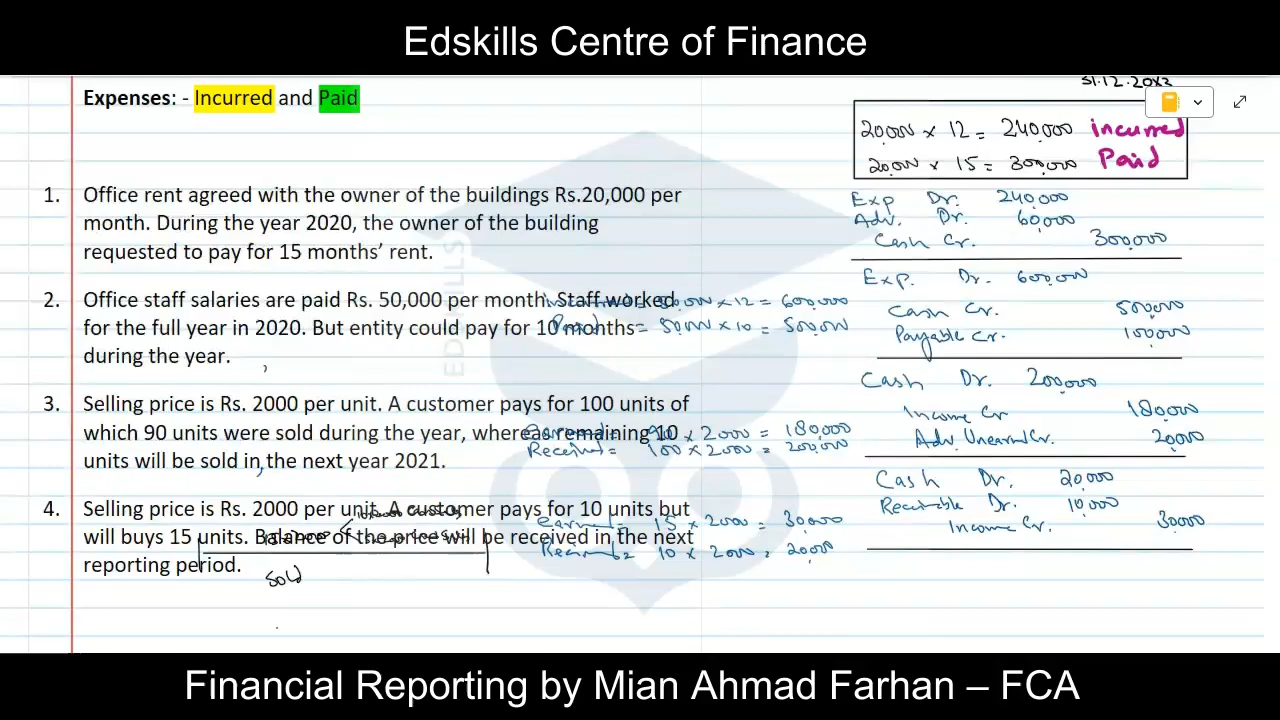 Edskills Centre of Finance
Expenses: - Incurred and Paid
20,000 x 12 = 240,000 incurred
20,000 x 15 = 300,000 Paid
1. Office rent agreed with the owner of the buildings Rs.20,000 per
month. During the year 2020, the owner of the building
requested to pay for 15 months’ rent.
Exp Dr. 240,000
Adv. Dr. 60,000
Cash Cr. 300,000
2. Office staff salaries are paid Rs. 50,000 per month. Staff worked
for the full year in 2020. But entity could pay for 10 months
during the year.
= 50,000 x 12 = 600,000
Paid = 50,000 x 10 = 500,000
Exp. Dr. 600,000
Cash Cr. 500,000
Payable Cr. 100,000
3. Selling price is Rs. 2000 per unit. A customer pays for 100 units of
which 90 units were sold during the year, whereas remaining 10
units will be sold in the next year 2021.
earned = 90 x 2000 = 180,000
Received = 100 x 2000 = 200,000
Cash Dr. 200,000
Income Cr 180,000
Adv. Unearned Cr. 20,000
4. Selling price is Rs. 2000 per unit. A customer pays for 10 units but
will buys 15 units. Balance of the price will be received in the next
reporting period.
earned = 15 x 2000 = 30,000
Received = 10 x 2000 = 20,000
Cash Dr. 20,000
Receivable Dr. 10,000
Income Cr. 30,000
Sold
EDSKILLS
Financial Reporting by Mian Ahmad Farhan – FCA